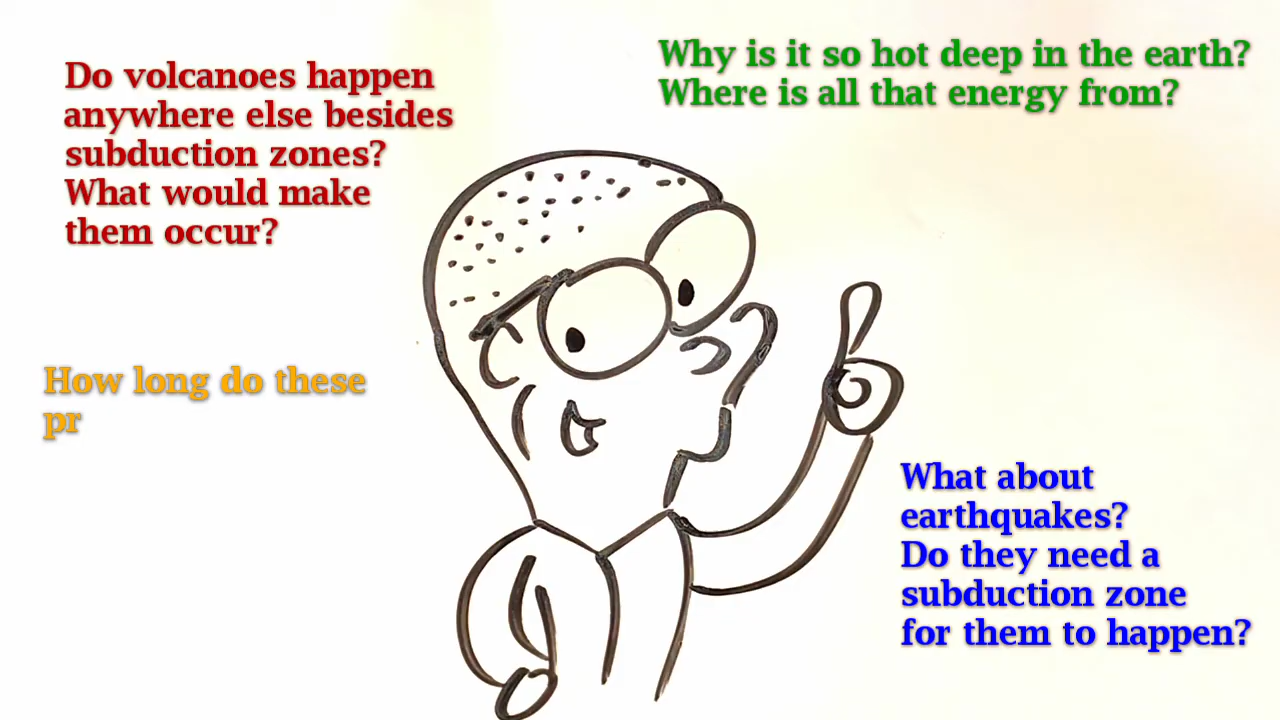 Do volcanoes happen
anywhere else besides
subduction zones?
What would make
them occur?
Why is it so hot deep in the earth?
Where is all that energy from?
How long do these
pr
What about
earthquakes?
Do they need a
subduction zone
for them to happen?